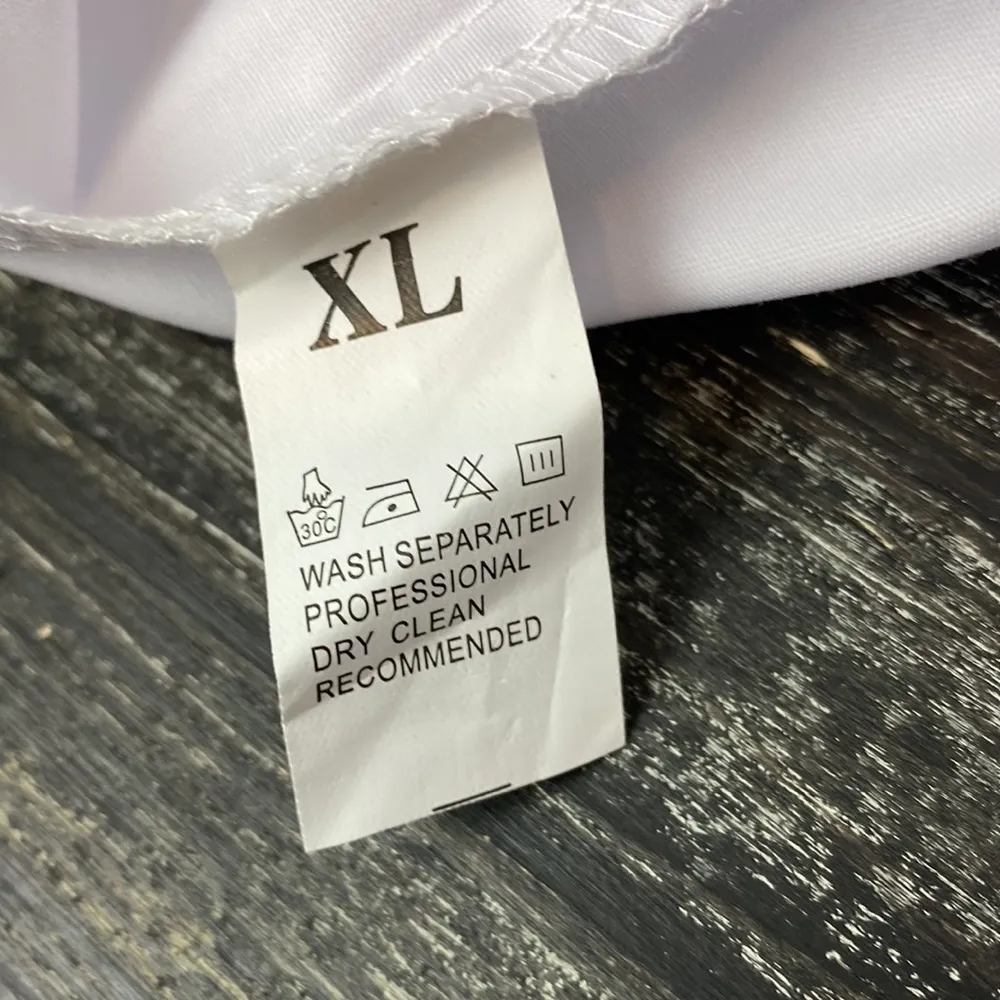 XL
30°C
WASH SEPARATELY
PROFESSIONAL
DRY CLEAN
RECOMMENDED